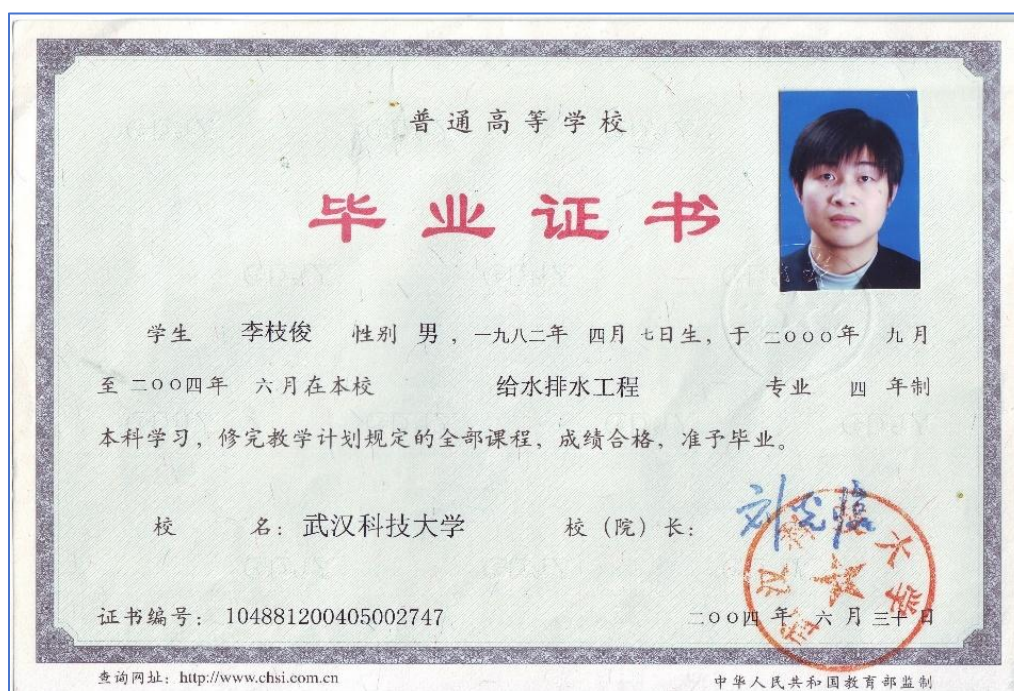 普通高等学校
毕业证书
学生 李枝俊 性别 男 , 一九八二年 四月 七日生, 于 二〇〇〇年 九月
至 二〇〇四年 六月在本校 给水排水工程 专业 四 年制
本科学习, 修完教学计划规定的全部课程, 成绩合格, 准予毕业。
校 名: 武汉科技大学 校 (院) 长:
武汉科技大学
证书编号: 104881200405002747 二〇〇四 年 六 月 三十 日
查询网址: http://www.chsi.com.cn 中华人民共和国教育部监制